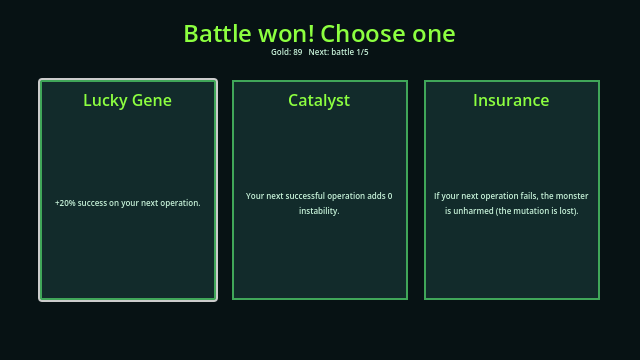 Battle won! Choose one
Gold: 89 Next: battle 1/5
Lucky Gene
+20% success on your next operation.
Catalyst
Your next successful operation adds 0
instability.
Insurance
If your next operation fails, the monster
is unharmed (the mutation is lost).